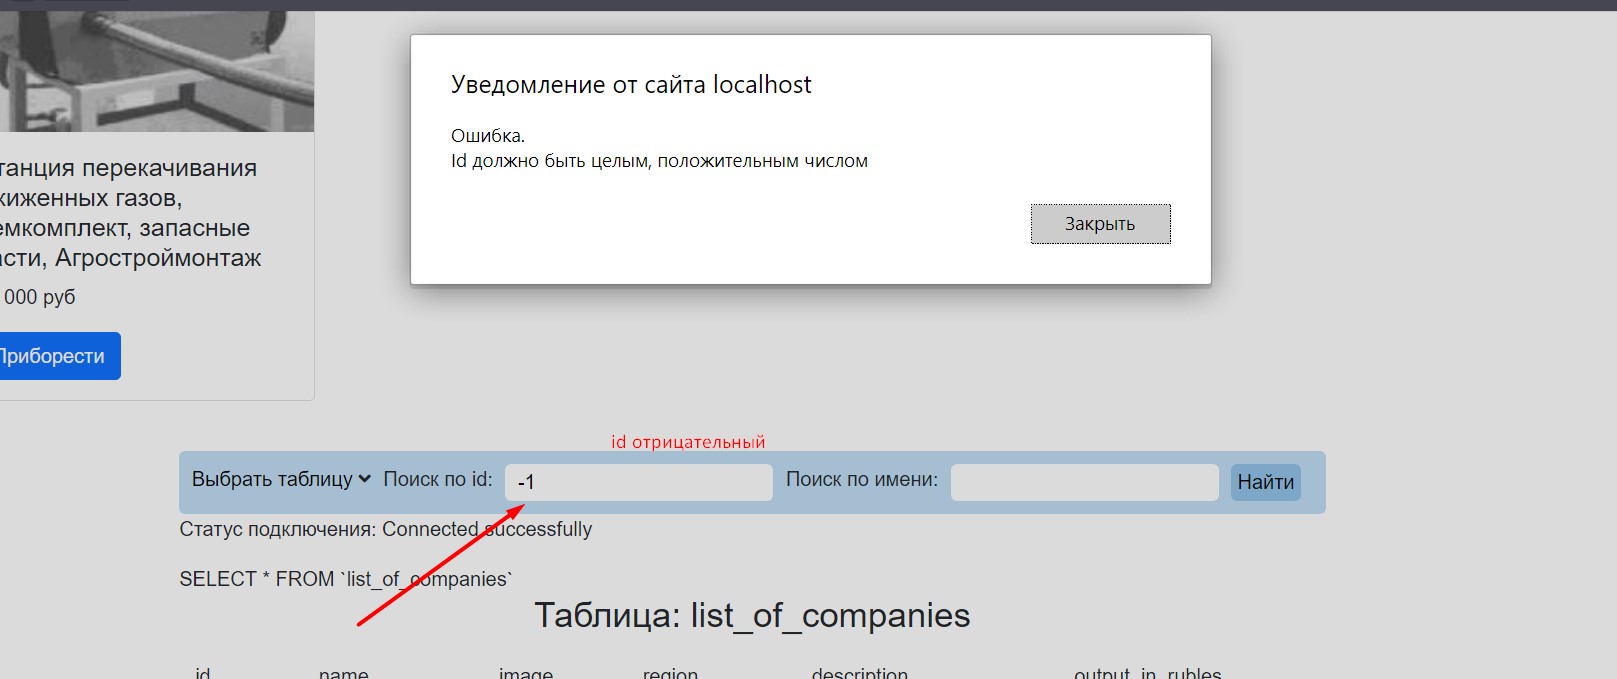 Уведомление от сайта localhost
Ошибка.
Id должно быть целым, положительным числом
Закрыть
танция перекачивания
жиженных газов,
емкомплект, запасные
асти, Агростроймонтаж
000 руб
Приборести
id отрицательный
Выбрать таблицу Поиск по id: -1 Поиск по имени: Найти
Статус подключения: Connected successfully
SELECT * FROM `list_of_companies`
Таблица: list_of_companies
id name image region description output_in_rubles